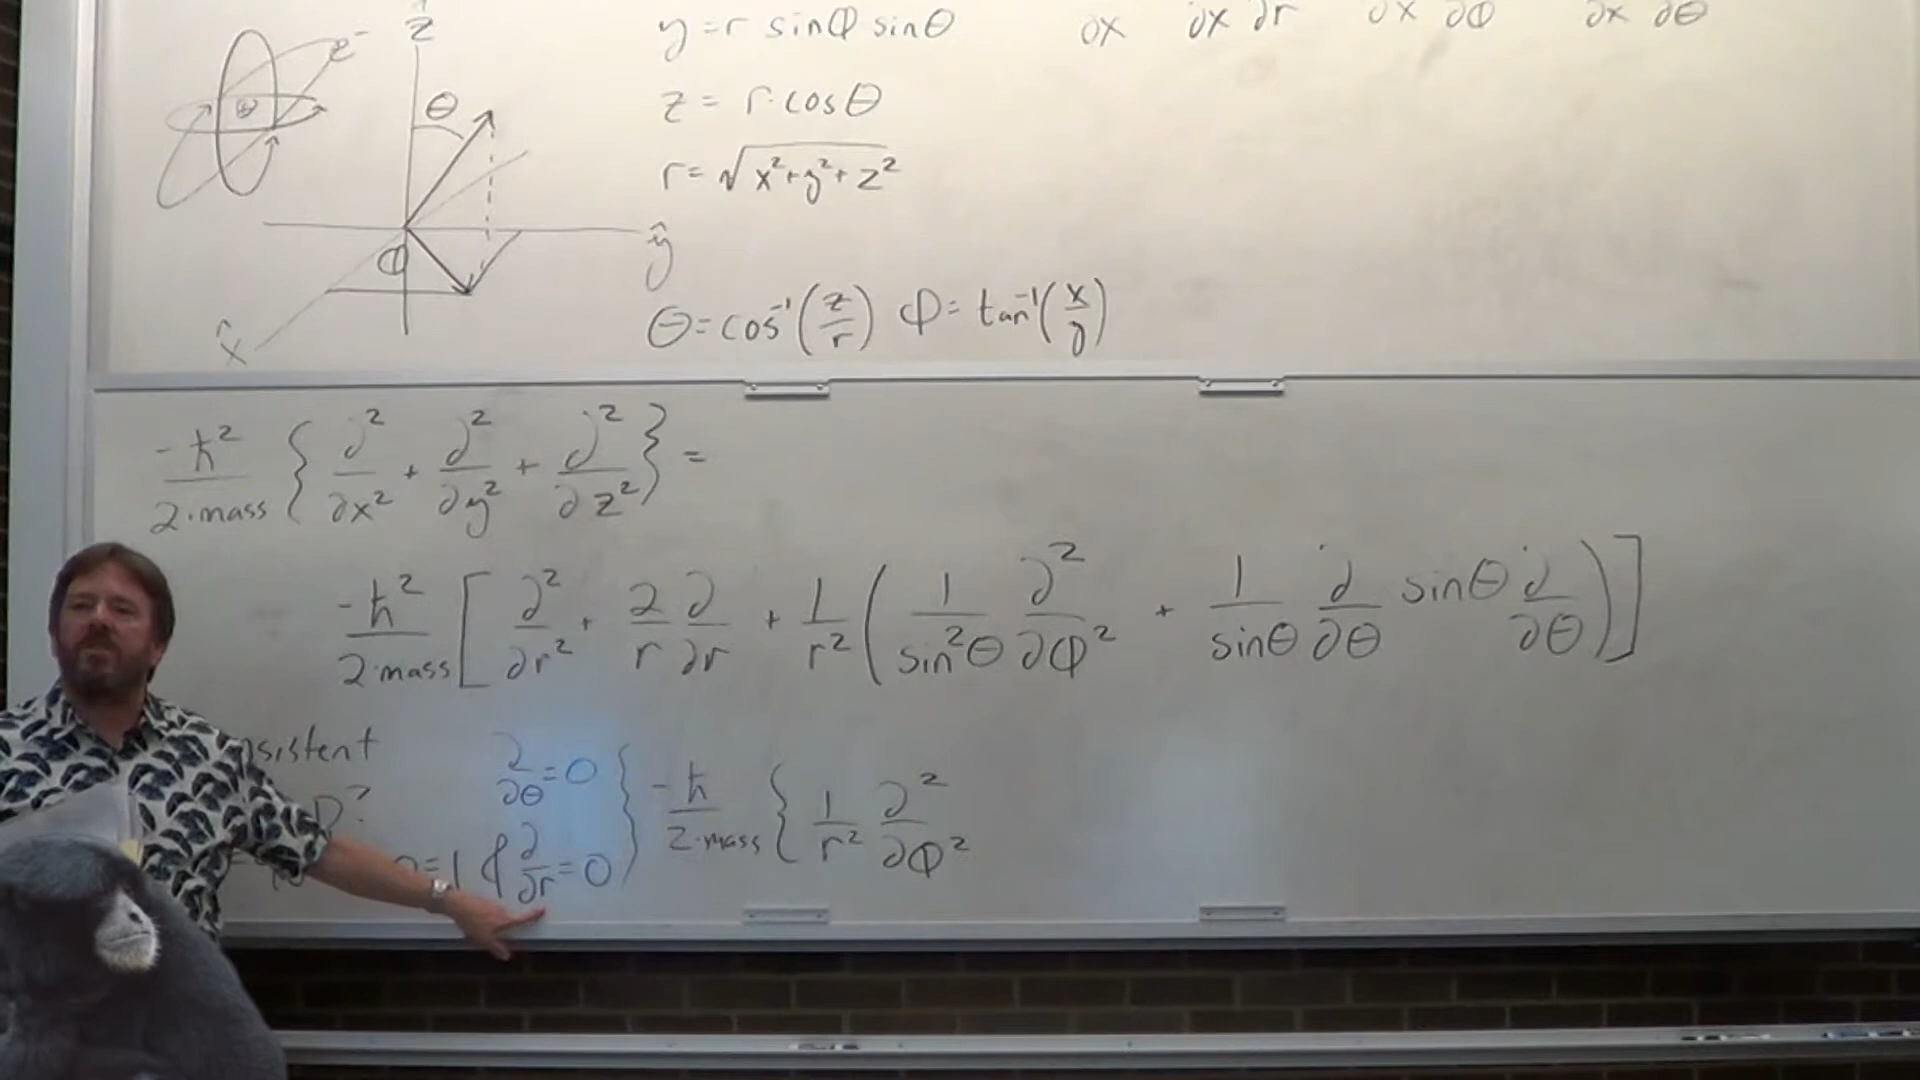 ẑ
e⁻
⊕
θ
Φ
ŷ
x̂
y = r sinΦ sinθ
∂x ∂x ∂r ∂x ∂Φ ∂x ∂θ
z = r·cosθ
r = √x²+y²+z²
θ = cos⁻¹(z/r) Φ = tan⁻¹(x/y)
-ħ²/2·mass { ∂²/∂x² + ∂²/∂y² + ∂²/∂z² } =
-ħ²/2·mass [ ∂²/∂r² + 2/r ∂/∂r + 1/r² ( 1/sin²θ ∂²/∂Φ² + 1/sinθ ∂/∂θ sinθ ∂/∂θ ) ]
sistent
D?
∂/∂θ = 0
=1 & ∂/∂r = 0 } -ħ/2·mass { 1/r² ∂²/∂Φ²